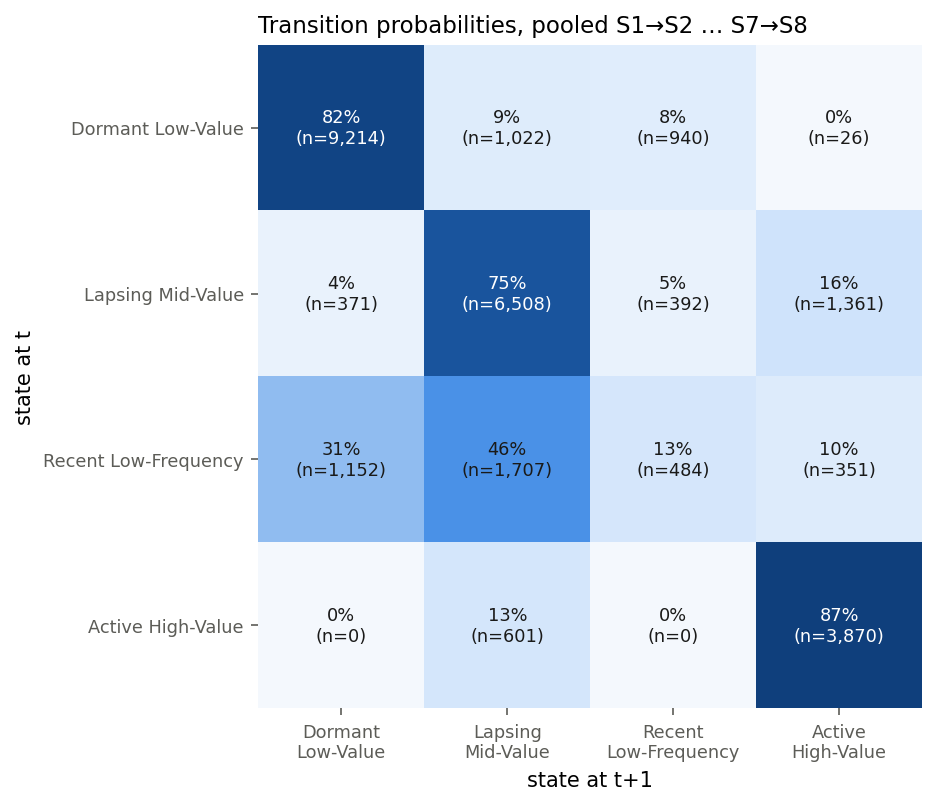 Transition probabilities, pooled S1→S2 … S7→S8
state at t
Dormant Low-Value
82%
(n=9,214)
9%
(n=1,022)
8%
(n=940)
0%
(n=26)
Lapsing Mid-Value
4%
(n=371)
75%
(n=6,508)
5%
(n=392)
16%
(n=1,361)
Recent Low-Frequency
31%
(n=1,152)
46%
(n=1,707)
13%
(n=484)
10%
(n=351)
Active High-Value
0%
(n=0)
13%
(n=601)
0%
(n=0)
87%
(n=3,870)
Dormant
Low-Value
Lapsing
Mid-Value
Recent
Low-Frequency
Active
High-Value
state at t+1